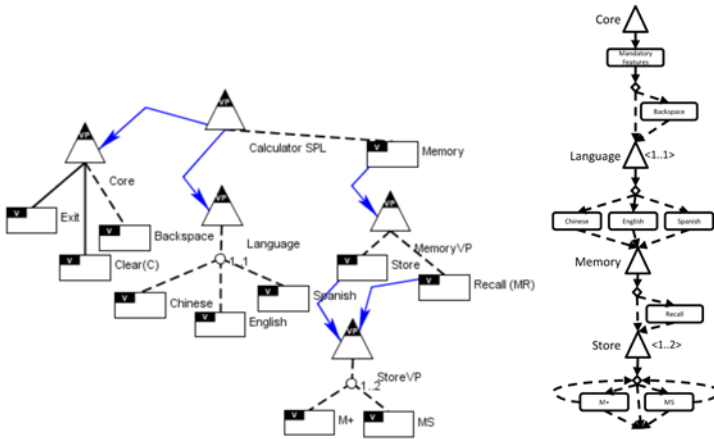 VP
VP
Calculator SPL
V
Memory
Core
V
Exit
V
Backspace
V
Clear(C)
VP
Language
1..1
V
Chinese
V
English
V
Spanish
VP
MemoryVP
V
Store
V
Recall (MR)
VP
StoreVP
1..2
V
M+
V
MS
Core
Mandatory
Features
Backspace
Language
<1..1>
Chinese
English
Spanish
Memory
Recall
Store
<1..2>
M+
MS